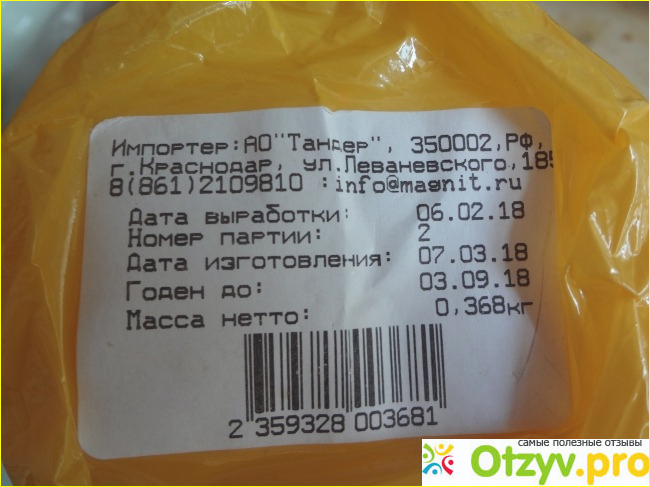 Импортер:АО"Тандер", 350002,РФ,
г.Краснодар, ул.Леваневского,185
8(861)2109810 :info@magnit.ru
Дата выработки: 06.02.18
Номер партии: 2
Дата изготовления: 07.03.18
Годен до: 03.09.18
Масса нетто: 0,368кг
2 359328 003681
самые полезные отзывы
Otzyv.pro